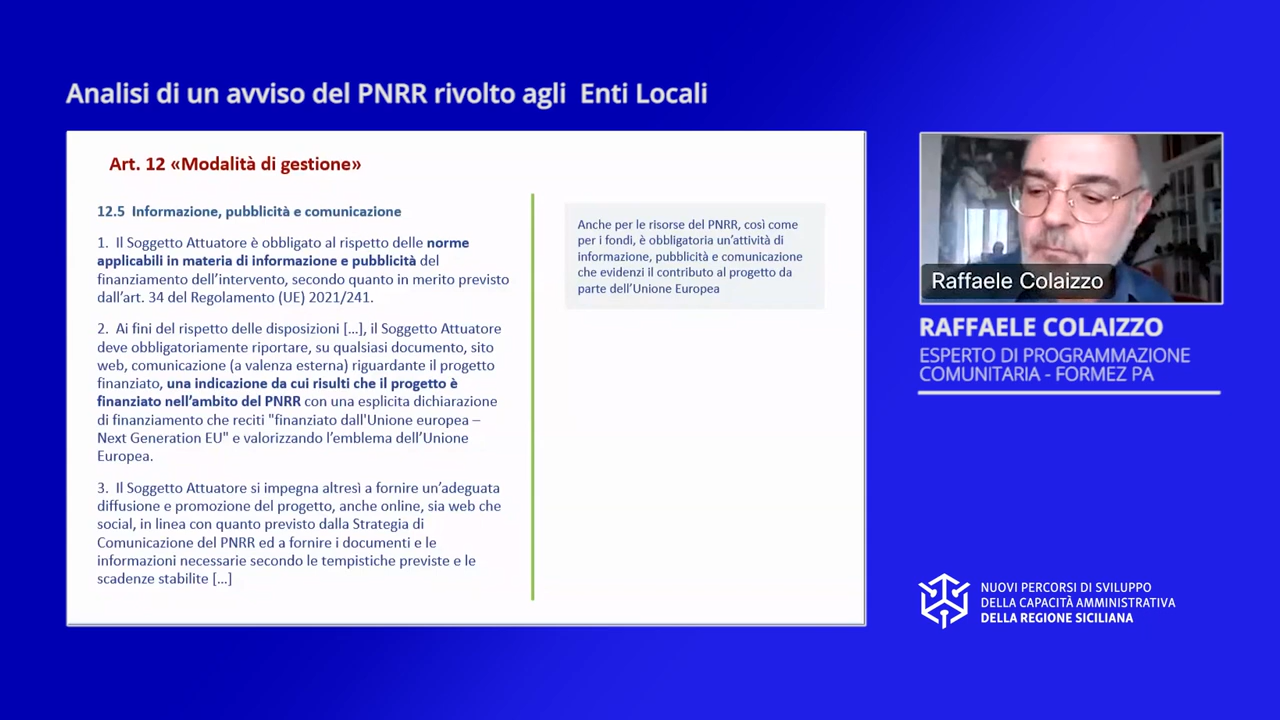 Analisi di un avviso del PNRR rivolto agli Enti Locali
Art. 12 «Modalità di gestione»
12.5 Informazione, pubblicità e comunicazione
1. Il Soggetto Attuatore è obbligato al rispetto delle norme
applicabili in materia di informazione e pubblicità del
finanziamento dell'intervento, secondo quanto in merito previsto
dall'art. 34 del Regolamento (UE) 2021/241.
2. Ai fini del rispetto delle disposizioni [...], il Soggetto Attuatore
deve obbligatoriamente riportare, su qualsiasi documento, sito
web, comunicazione (a valenza esterna) riguardante il progetto
finanziato, una indicazione da cui risulti che il progetto è
finanziato nell'ambito del PNRR con una esplicita dichiarazione
di finanziamento che reciti "finanziato dall'Unione europea –
Next Generation EU" e valorizzando l'emblema dell'Unione
Europea.
3. Il Soggetto Attuatore si impegna altresì a fornire un'adeguata
diffusione e promozione del progetto, anche online, sia web che
social, in linea con quanto previsto dalla Strategia di
Comunicazione del PNRR ed a fornire i documenti e le
informazioni necessarie secondo le tempistiche previste e le
scadenze stabilite [...]
Anche per le risorse del PNRR, così come
per i fondi, è obbligatoria un'attività di
informazione, pubblicità e comunicazione
che evidenzi il contributo al progetto da
parte dell'Unione Europea
Raffaele Colaizzo
RAFFAELE COLAIZZO
ESPERTO DI PROGRAMMAZIONE
COMUNITARIA - FORMEZ PA
NUOVI PERCORSI DI SVILUPPO
DELLA CAPACITÀ AMMINISTRATIVA
DELLA REGIONE SICILIANA